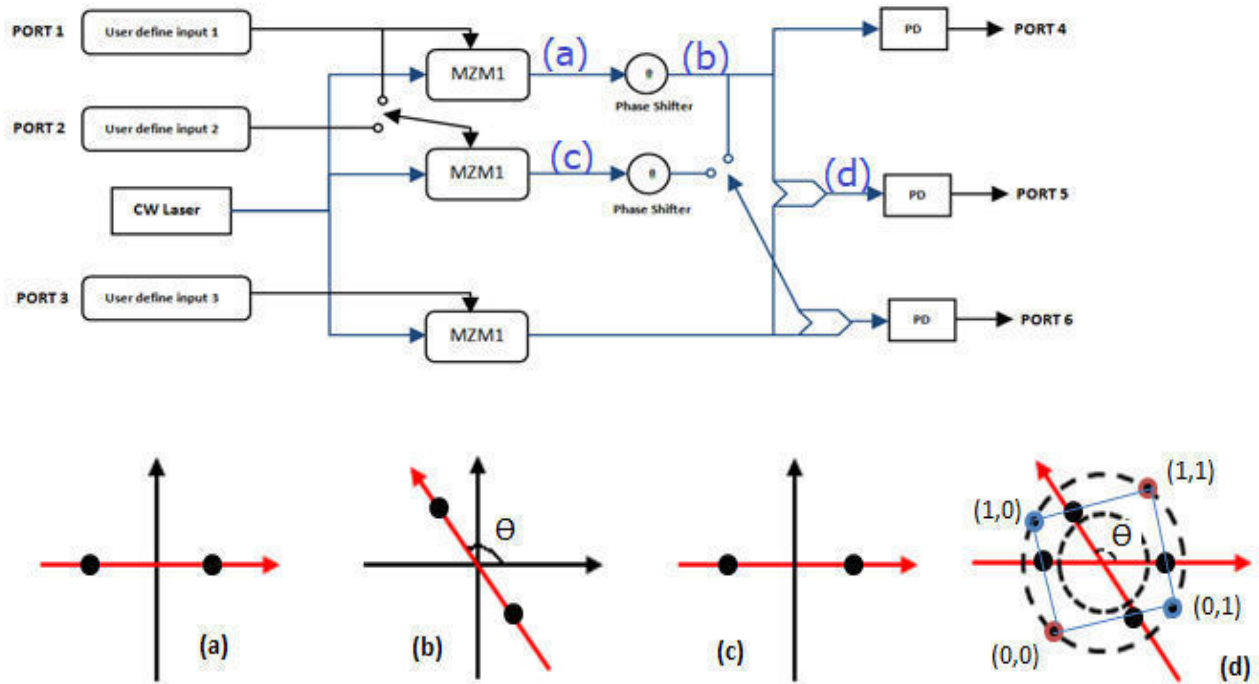 PORT 1
User define input 1
MZM1
(a)
θ
Phase Shifter
(b)
PD
PORT 4
PORT 2
User define input 2
MZM1
(c)
θ
Phase Shifter
(d)
PD
PORT 5
CW Laser
PORT 3
User define input 3
MZM1
PD
PORT 6
(a)
Θ
(b)
(c)
(1,1)
(1,0)
Θ
(0,1)
(0,0)
(d)